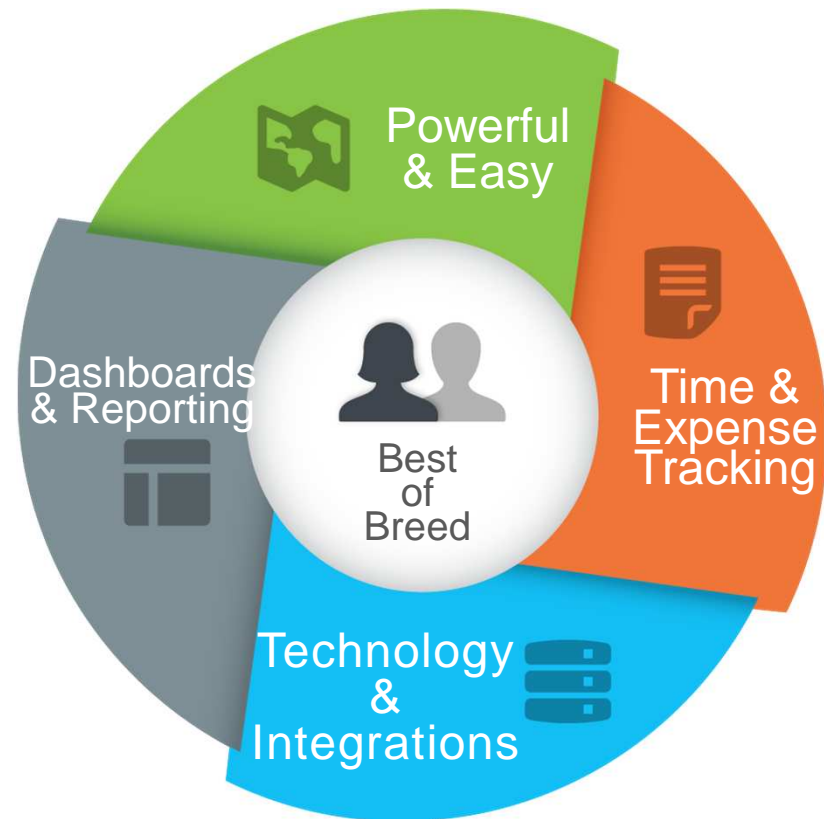 Powerful
& Easy
Time &
Expense
Tracking
Technology
&
Integrations
Dashboards
& Reporting
Best
of
Breed